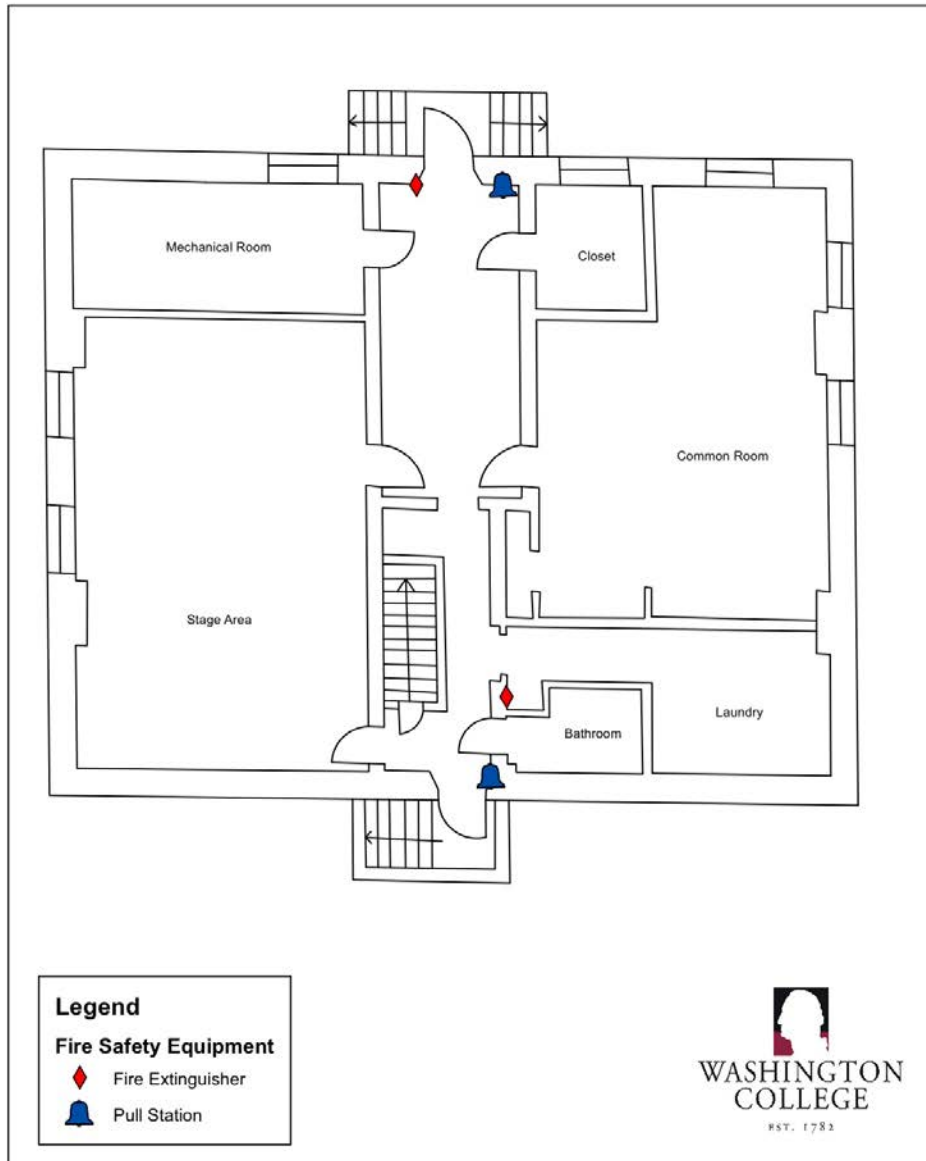 Mechanical Room
Closet
Common Room
Stage Area
Laundry
Bathroom
Legend
Fire Safety Equipment
Fire Extinguisher
Pull Station
WASHINGTON
COLLEGE
EST. 1782